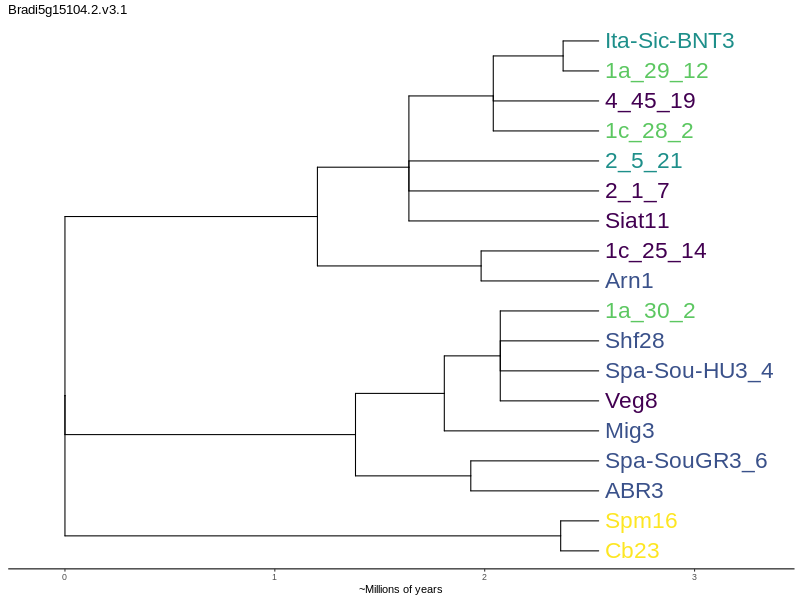 Bradi5g15104.2.v3.1
Ita-Sic-BNT3
1a_29_12
4_45_19
1c_28_2
2_5_21
2_1_7
Siat11
1c_25_14
Arn1
1a_30_2
Shf28
Spa-Sou-HU3_4
Veg8
Mig3
Spa-SouGR3_6
ABR3
Spm16
Cb23
0 1 2 3
~Millions of years